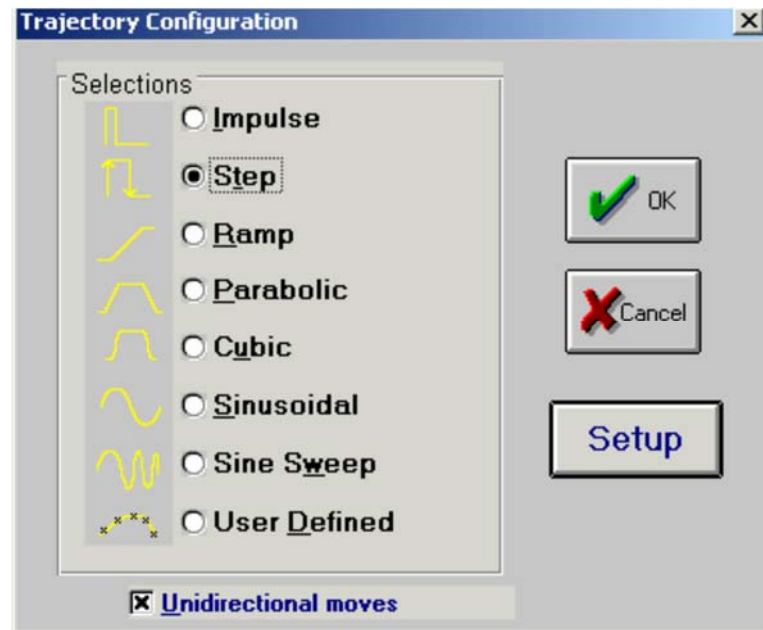 Trajectory Configuration
Selections
Impulse
Step
Ramp
Parabolic
Cubic
Sinusoidal
Sine Sweep
User Defined
Unidirectional moves
OK
Cancel
Setup